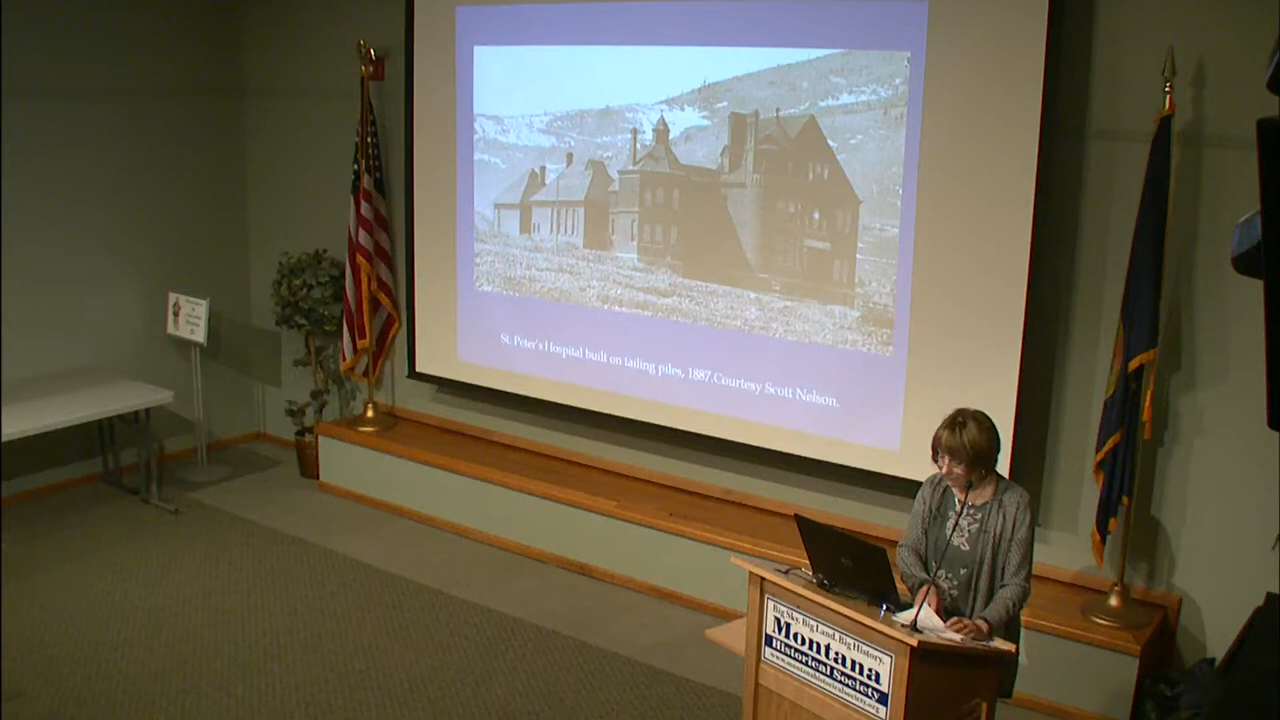 St. Peter's Hospital built on tailing piles, 1887.Courtesy Scott Nelson.
Big Sky. Big Land. Big History.
Montana
Historical Society
www.montanahistoricalsociety.org